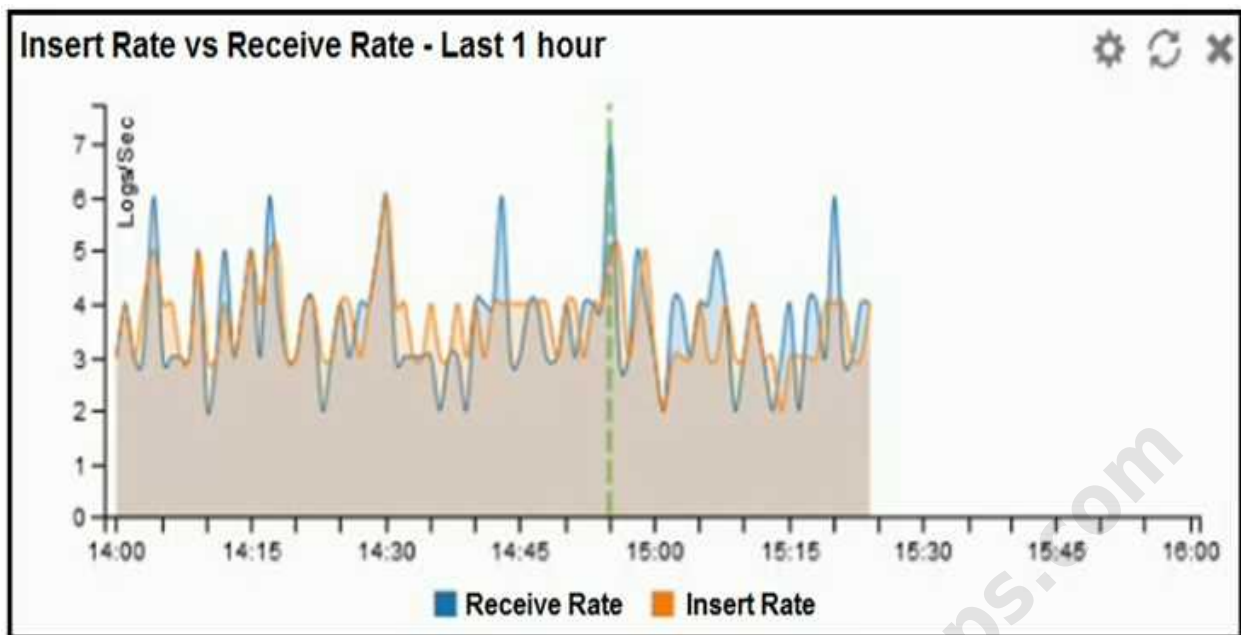 Insert Rate vs Receive Rate - Last 1 hour
Logs/Sec
7
6
5
4
3
2
1
0
14:00 14:15 14:30 14:45 15:00 15:15 15:30 15:45 16:00
Receive Rate Insert Rate
ps.com